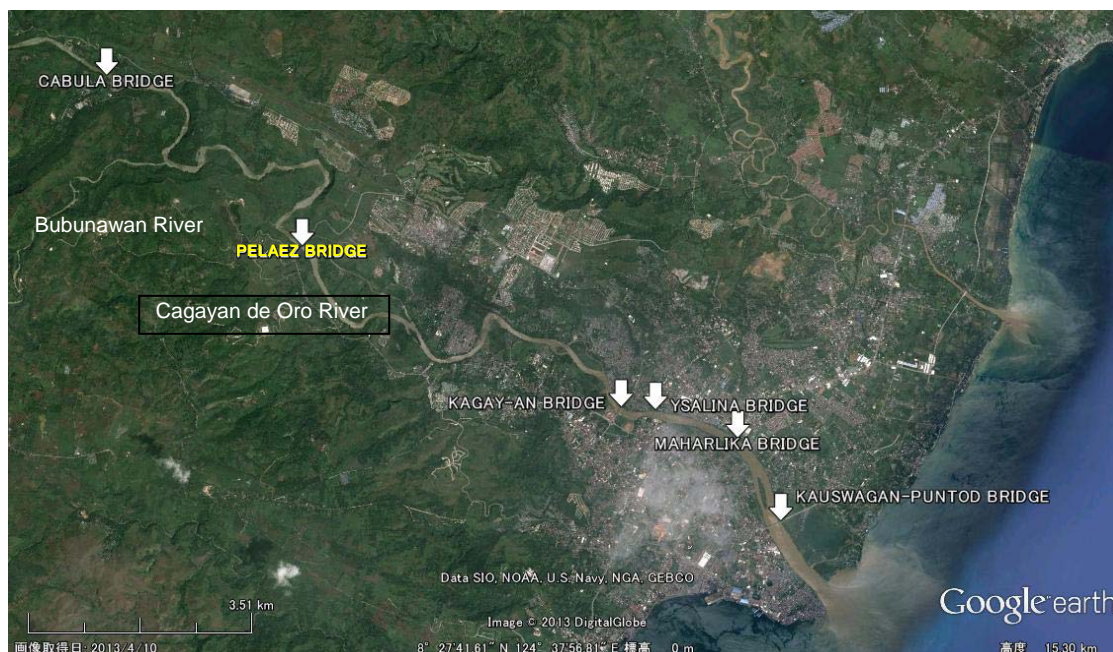 CABULA BRIDGE
Bubunawan River
PELAEZ BRIDGE
Cagayan de Oro River
KAGAY-AN BRIDGE
YSALINA BRIDGE
MAHARLIKA BRIDGE
KAUSWAGAN-PUNTOD BRIDGE
Data SIO, NOAA, U.S. Navy, NGA, GEBCO
3.51 km
Image © 2013 DigitalGlobe
Google earth
画像取得日: 2013/4/10
8° 27'41.61" N 124° 37'56.81" E 標高 0 m
高度 15.30 km